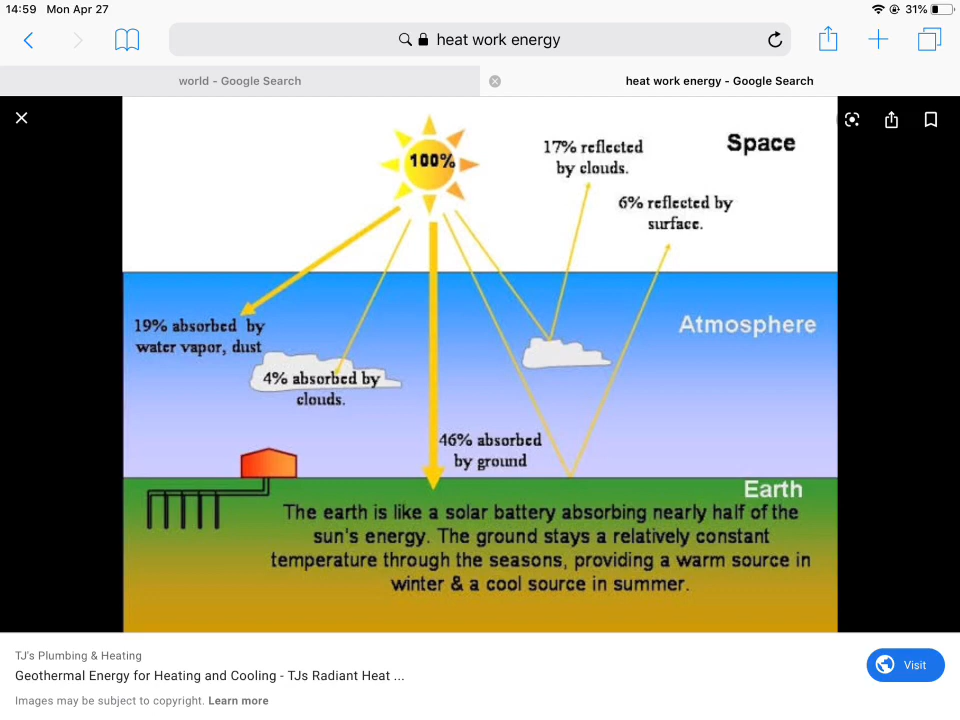 14:59 Mon Apr 27
31%
heat work energy
world - Google Search
heat work energy - Google Search
100%
17% reflected
by clouds.
Space
6% reflected by
surface.
19% absorbed by
water vapor, dust
Atmosphere
4% absorbed by
clouds.
46% absorbed
by ground
Earth
The earth is like a solar battery absorbing nearly half of the
sun's energy. The ground stays a relatively constant
temperature through the seasons, providing a warm source in
winter & a cool source in summer.
TJ's Plumbing & Heating
Geothermal Energy for Heating and Cooling - TJs Radiant Heat ...
Visit
Images may be subject to copyright. Learn more